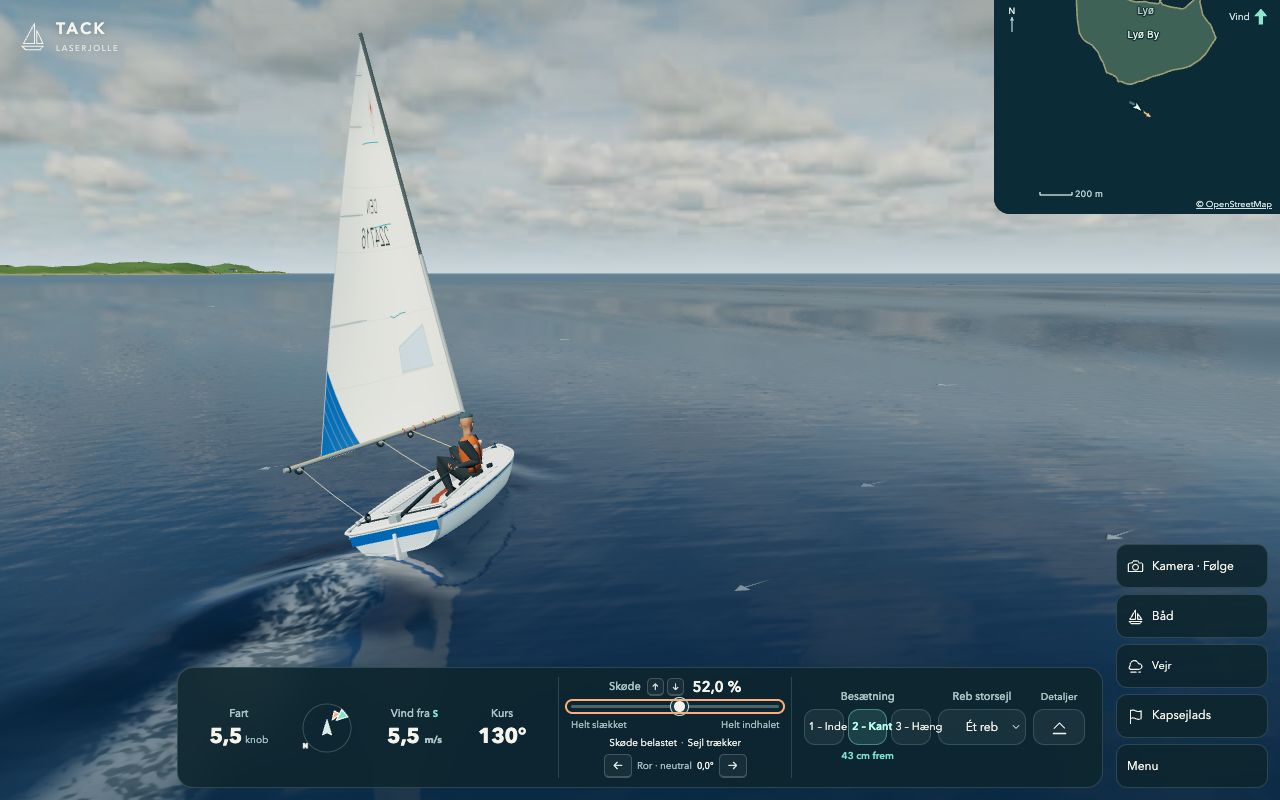 TACK
LASERJOLLE
N
Lyø
Lyø By
Vind
200 m
© OpenStreetMap
DEN
224716
Kamera · Følge
Båd
Vejr
Kapsejlads
Menu
Fart
5,5 knob
N
Vind fra S
5,5 m/s
Kurs
130°
Skøde ↑ ↓ 52,0 %
Helt slækket Helt indhalet
Skøde belastet · Sejl trækker
← Ror · neutral 0,0° →
Besætning
1 – Inde 2 – Kant 3 – Hæng
43 cm frem
Reb storsejl
Ét reb
Detaljer